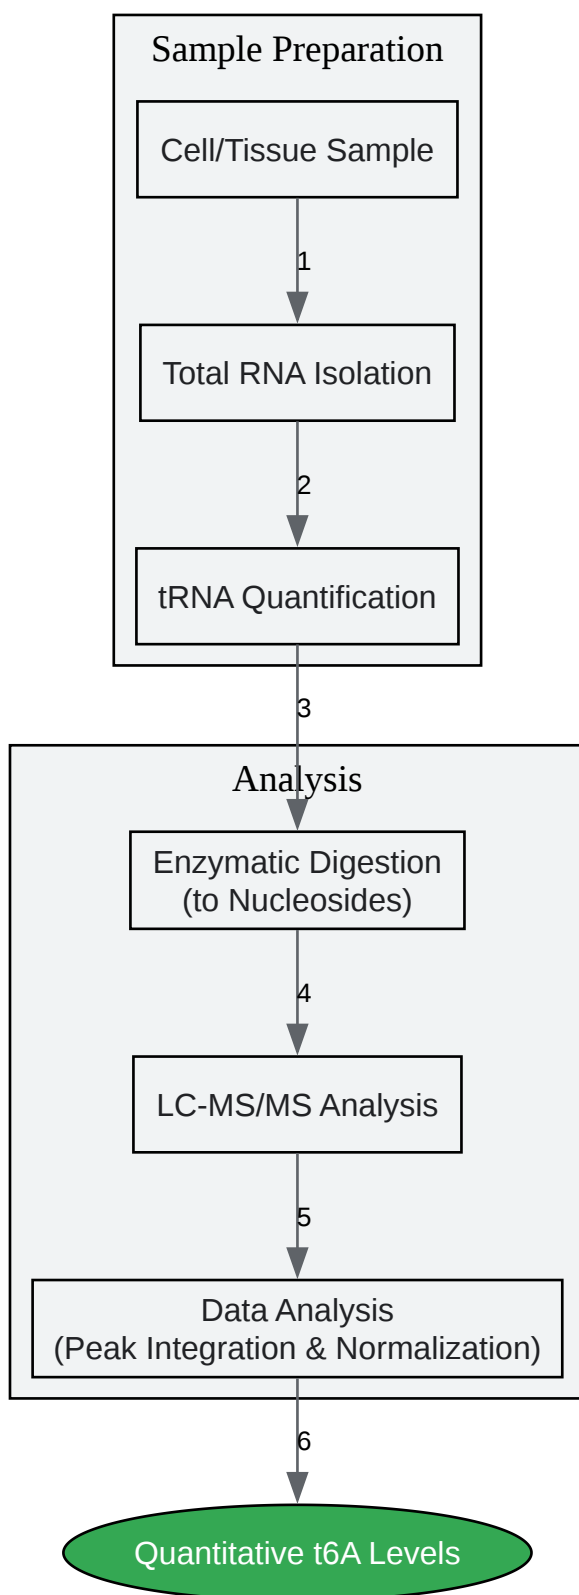 Sample Preparation
Cell/Tissue Sample
1
Total RNA Isolation
2
tRNA Quantification
3
Analysis
Enzymatic Digestion
(to Nucleosides)
4
LC-MS/MS Analysis
5
Data Analysis
(Peak Integration & Normalization)
6
Quantitative t6A Levels